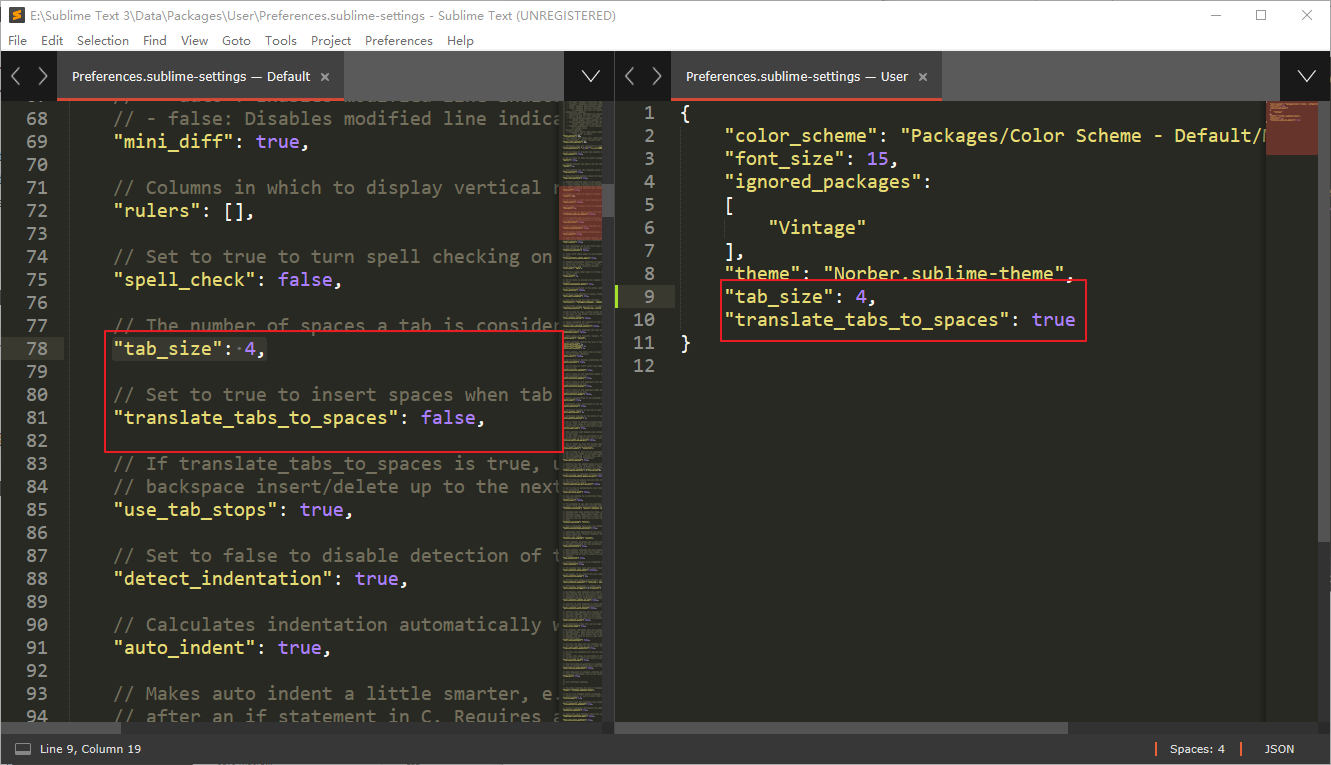 E:\Sublime Text 3\Data\Packages\User\Preferences.sublime-settings - Sublime Text (UNREGISTERED)
File Edit Selection Find View Goto Tools Project Preferences Help
Preferences.sublime-settings — Default ×
68 // - false: Disables modified line indica
69 "mini_diff": true,
70
71 // Columns in which to display vertical
72 "rulers": [],
73
74 // Set to true to turn spell checking on
75 "spell_check": false,
76
77 // The number of spaces a tab is consider
78 "tab_size": 4,
79
80 // Set to true to insert spaces when tab
81 "translate_tabs_to_spaces": false,
82
83 // If translate_tabs_to_spaces is true, u
84 // backspace insert/delete up to the next
85 "use_tab_stops": true,
86
87 // Set to false to disable detection of t
88 "detect_indentation": true,
89
90 // Calculates indentation automatically w
91 "auto_indent": true,
92
93 // Makes auto indent a little smarter, e.
94 // after an if statement in C. Requires a
Preferences.sublime-settings — User ×
1 {
2 "color_scheme": "Packages/Color Scheme - Default/M
3 "font_size": 15,
4 "ignored_packages":
5 [
6 "Vintage"
7 ],
8 "theme": "Norber.sublime-theme",
9 "tab_size": 4,
10 "translate_tabs_to_spaces": true
11 }
12
Line 9, Column 19
Spaces: 4 JSON